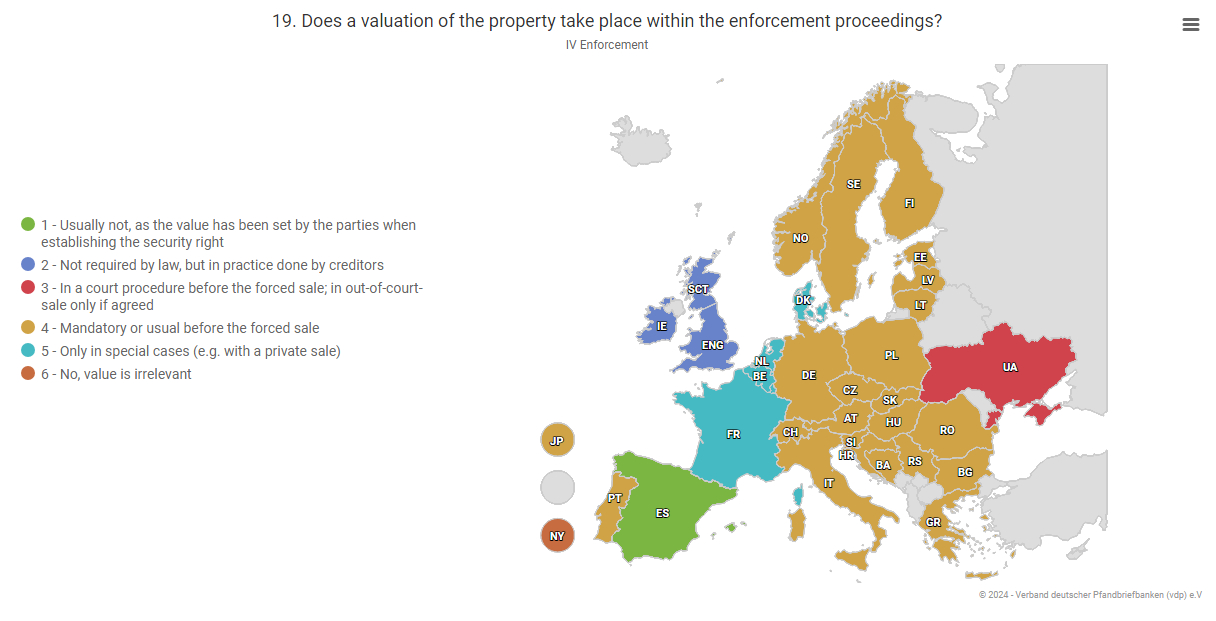 19. Does a valuation of the property take place within the enforcement proceedings?
IV Enforcement
1 - Usually not, as the value has been set by the parties when
establishing the security right
2 - Not required by law, but in practice done by creditors
3 - In a court procedure before the forced sale; in out-of-court-
sale only if agreed
4 - Mandatory or usual before the forced sale
5 - Only in special cases (e.g. with a private sale)
6 - No, value is irrelevant
SE
FI
NO
EE
LV
SCT
DK
LT
IE
ENG
PL
NL
UA
BE
DE
CZ
SK
AT
HU
RO
CH
FR
JP
SI
HR
RS
BA
BG
IT
PT
ES
GR
NY
© 2024 - Verband deutscher Pfandbriefbanken (vdp) e.V